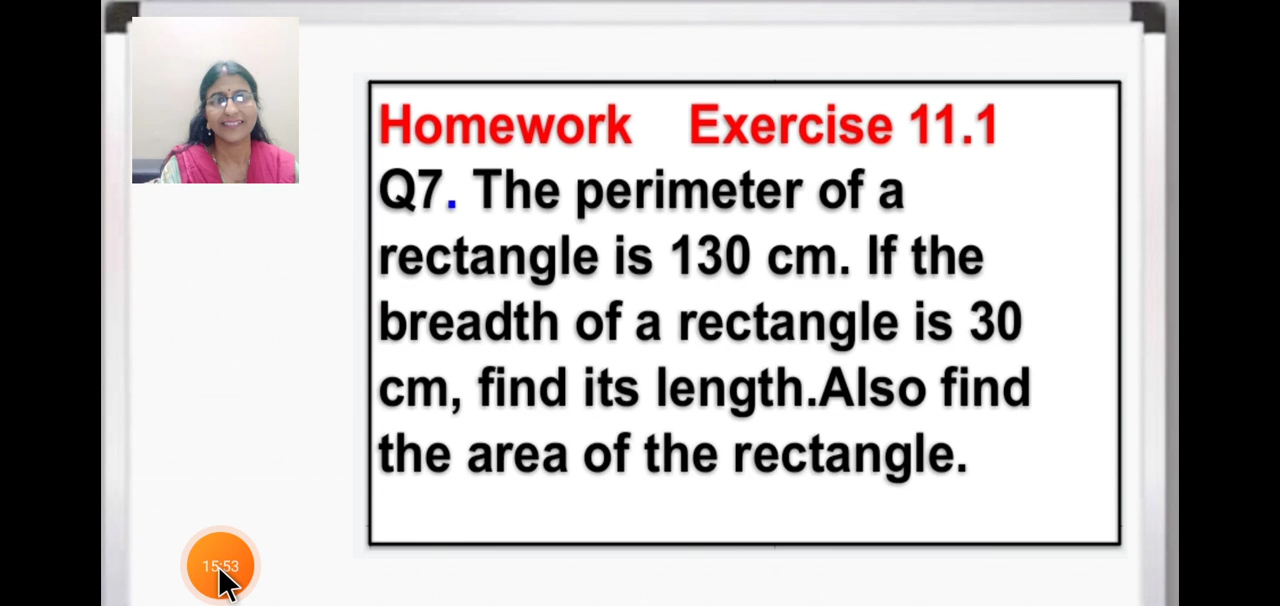 Homework Exercise 11.1
Q7. The perimeter of a
rectangle is 130 cm. If the
breadth of a rectangle is 30
cm, find its length.Also find
the area of the rectangle.
15:53